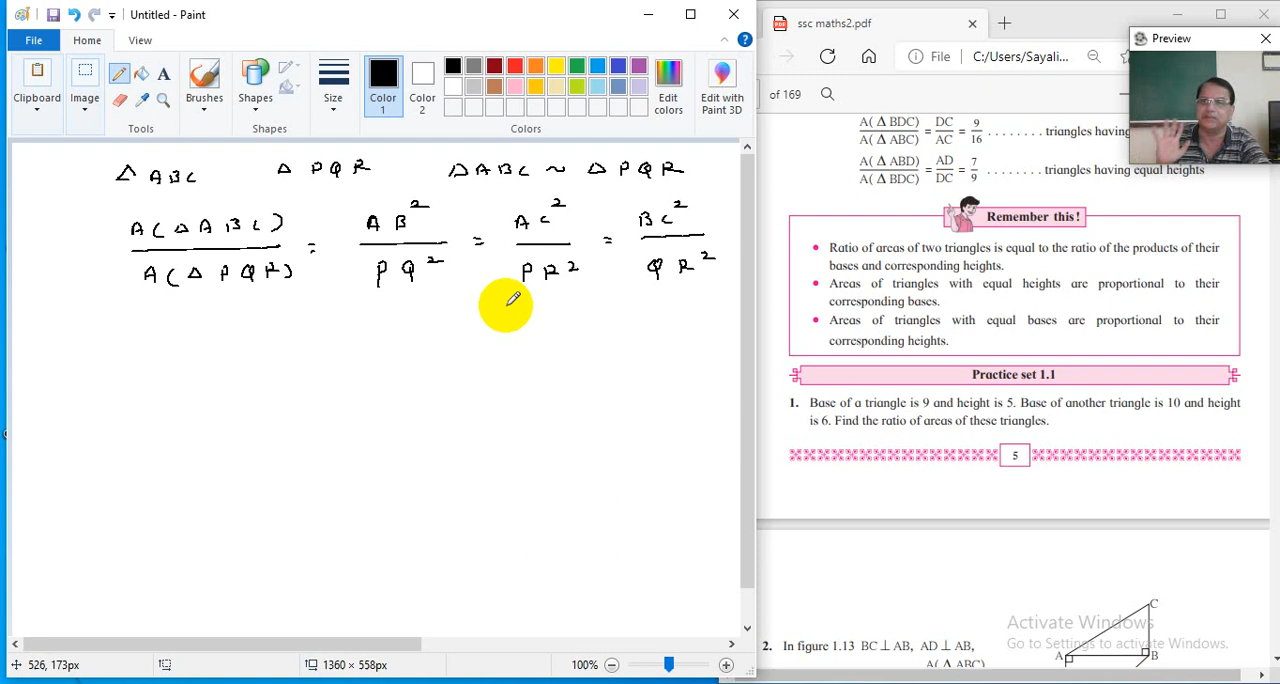 Untitled - Paint
File
Home
View
Clipboard
Image
Tools
Brushes
Shapes
Shapes
Size
Color
1
Color
2
Edit
colors
Colors
Edit with
Paint 3D
Δ ABC Δ PQR Δ ABC ~ Δ PQR
A(Δ ABC) / A(Δ PQR) = AB² / PQ² = AC² / PR² = BC² / QR²
526, 173px
1360 × 558px
100%
ssc maths2.pdf
File
C:/Users/Sayali...
Preview
of 169
A(Δ BDC) / A(Δ ABC) = DC / AC = 9 / 16 . . . . . . . . triangles having
A(Δ ABD) / A(Δ BDC) = AD / DC = 7 / 9 . . . . . . . . triangles having equal heights
Remember this!
• Ratio of areas of two triangles is equal to the ratio of the products of their
bases and corresponding heights.
• Areas of triangles with equal heights are proportional to their
corresponding bases.
• Areas of triangles with equal bases are proportional to their
corresponding heights.
Practice set 1.1
1. Base of a triangle is 9 and height is 5. Base of another triangle is 10 and height
is 6. Find the ratio of areas of these triangles.
5
C
2. In figure 1.13 BC ⊥ AB, AD ⊥ AB,
A(Δ ABC)
A
B
Activate Windows
Go to Settings to activate Windows.